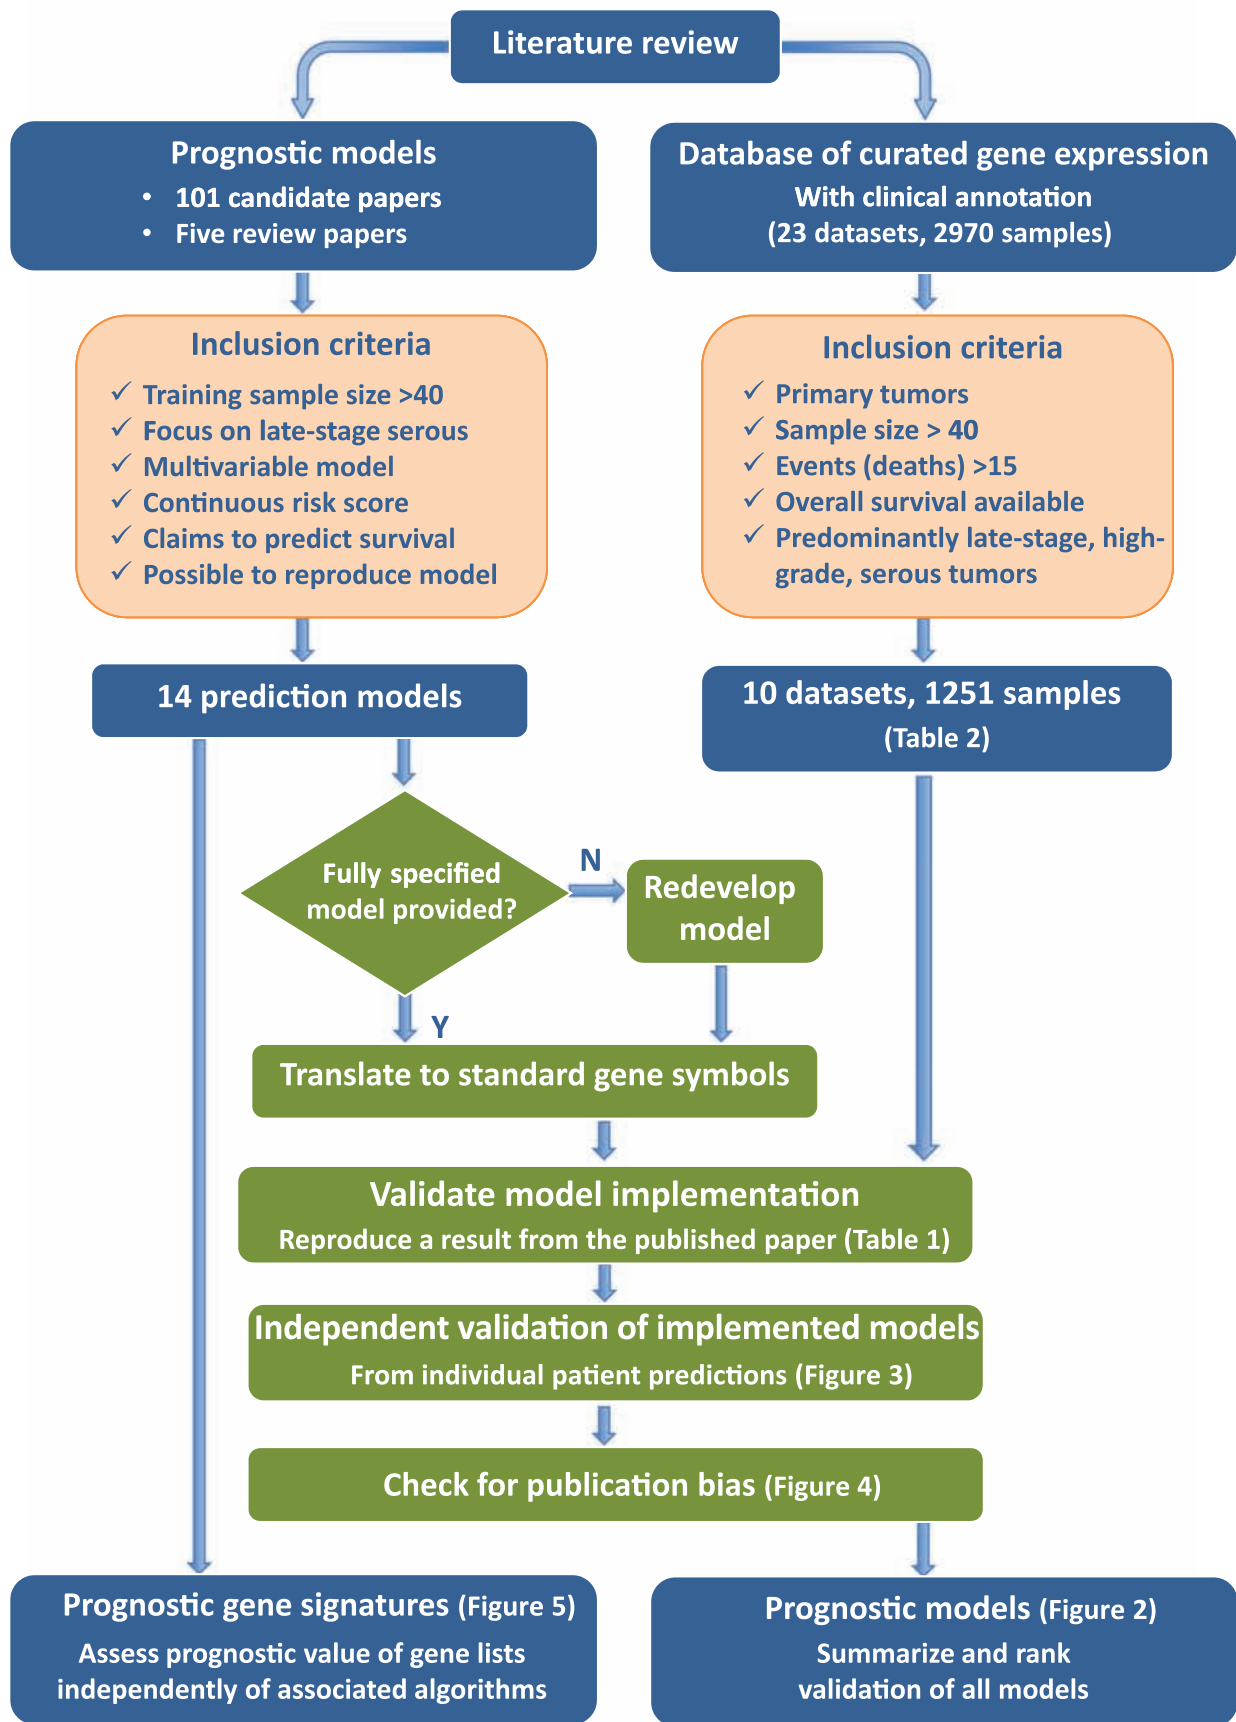 Literature review
Prognostic models
• 101 candidate papers
• Five review papers
Database of curated gene expression
With clinical annotation
(23 datasets, 2970 samples)
Inclusion criteria
✓ Training sample size >40
✓ Focus on late-stage serous
✓ Multivariable model
✓ Continuous risk score
✓ Claims to predict survival
✓ Possible to reproduce model
Inclusion criteria
✓ Primary tumors
✓ Sample size > 40
✓ Events (deaths) >15
✓ Overall survival available
✓ Predominantly late-stage, high-
grade, serous tumors
14 prediction models
10 datasets, 1251 samples
(Table 2)
Fully specified
model provided?
N
Redevelop
model
Y
Translate to standard gene symbols
Validate model implementation
Reproduce a result from the published paper (Table 1)
Independent validation of implemented models
From individual patient predictions (Figure 3)
Check for publication bias (Figure 4)
Prognostic gene signatures (Figure 5)
Assess prognostic value of gene lists
independently of associated algorithms
Prognostic models (Figure 2)
Summarize and rank
validation of all models